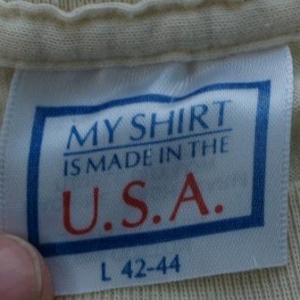 MY SHIRT
IS MADE IN THE
U.S.A.
L 42-44